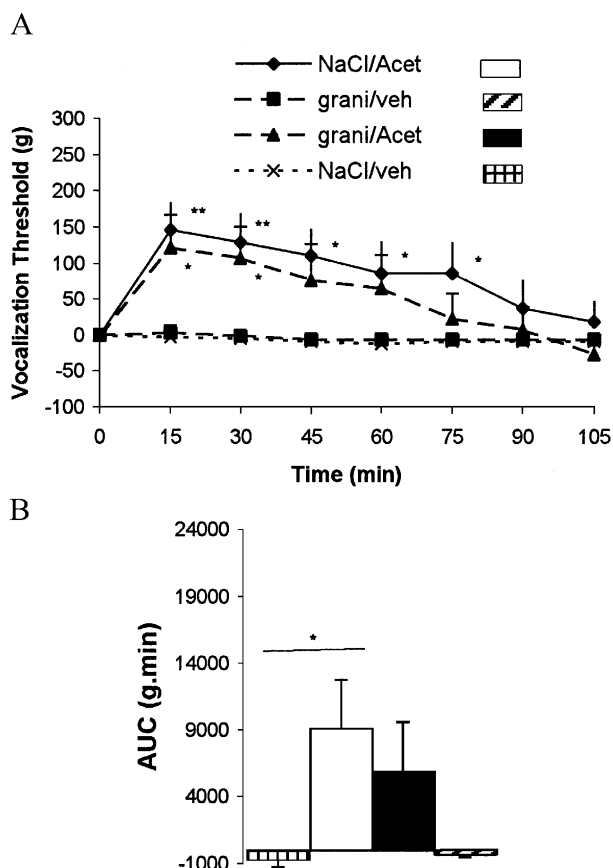 A
NaCl/Acet
grani/veh
grani/Acet
NaCl/veh
Vocalization Threshold (g)
300
250
200
150
100
50
0
-50
-100
** ** * * *
* *
0 15 30 45 60 75 90 105
Time (min)
B
AUC (g.min)
24000
19000
14000
9000
4000
-1000
*